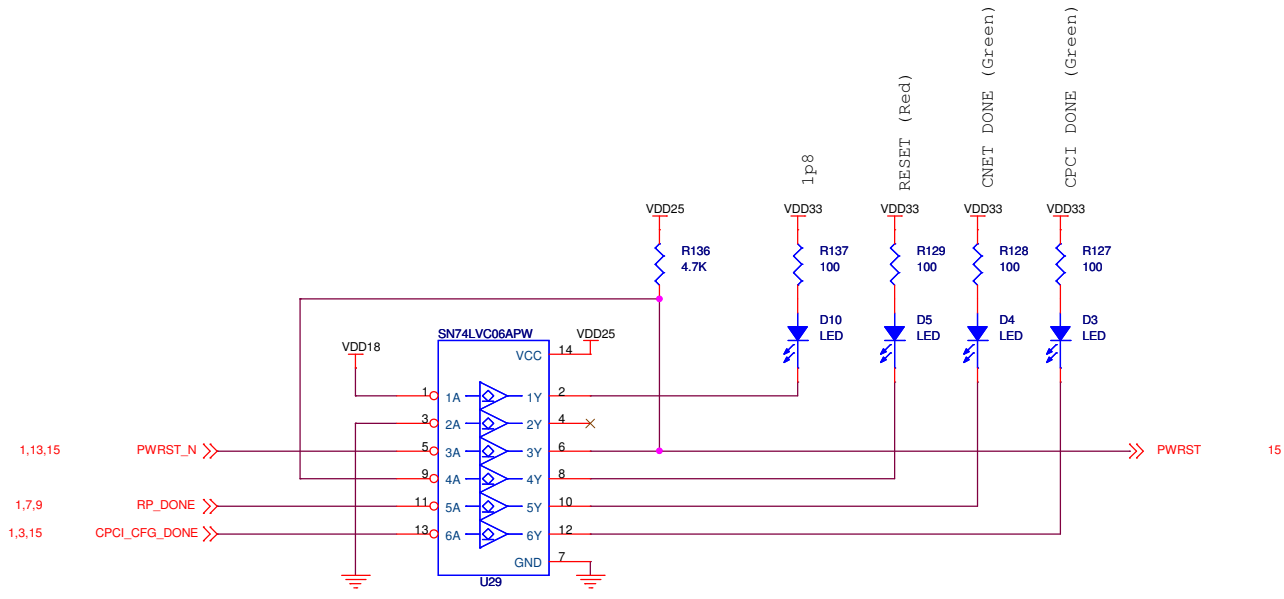 1p8
RESET (Red)
CNET DONE (Green)
CPCI DONE (Green)
VDD25
VDD33
VDD33
VDD33
VDD33
R136
4.7K
R137
100
R129
100
R128
100
R127
100
D10
LED
D5
LED
D4
LED
D3
LED
SN74LVC06APW
VDD18
VDD25
VCC 14
1 1A 1Y 2
3 2A 2Y 4
1,13,15 PWRST_N 5 3A 3Y 6 PWRST 15
9 4A 4Y 8
1,7,9 RP_DONE 11 5A 5Y 10
1,3,15 CPCI_CFG_DONE 13 6A 6Y 12
GND 7
U29